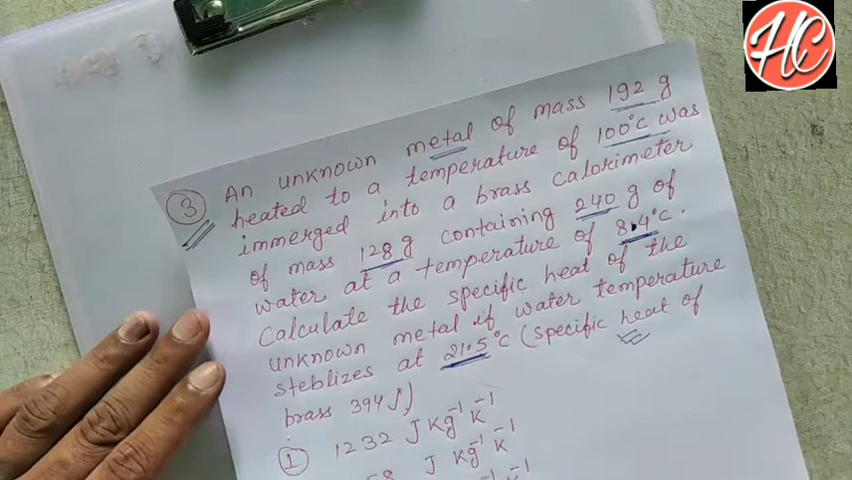 HC
③ An unknown metal of mass 192 g
heated to a temperature of 100°C was
immerged into a brass calorimeter
of mass 128 g containing 240 g of
water at a temperature of 8.4°C.
Calculate the specific heat of the
unknown metal if water temperature
steblizes at 21.5°C (specific heat of
brass 394 J)
① 1232 J Kg⁻¹ K⁻¹
58 J Kg⁻¹ K⁻¹